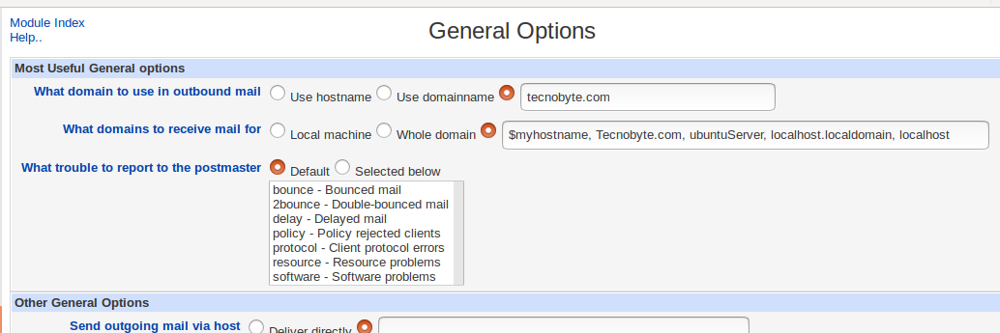 Module Index
Help..
General Options
Most Useful General options
What domain to use in outbound mail Use hostname Use domainname tecnobyte.com
What domains to receive mail for Local machine Whole domain $myhostname, Tecnobyte.com, ubuntuServer, localhost.localdomain, localhost
What trouble to report to the postmaster Default Selected below
bounce - Bounced mail
2bounce - Double-bounced mail
delay - Delayed mail
policy - Policy rejected clients
protocol - Client protocol errors
resource - Resource problems
software - Software problems
Other General Options
Send outgoing mail via host Deliver directly